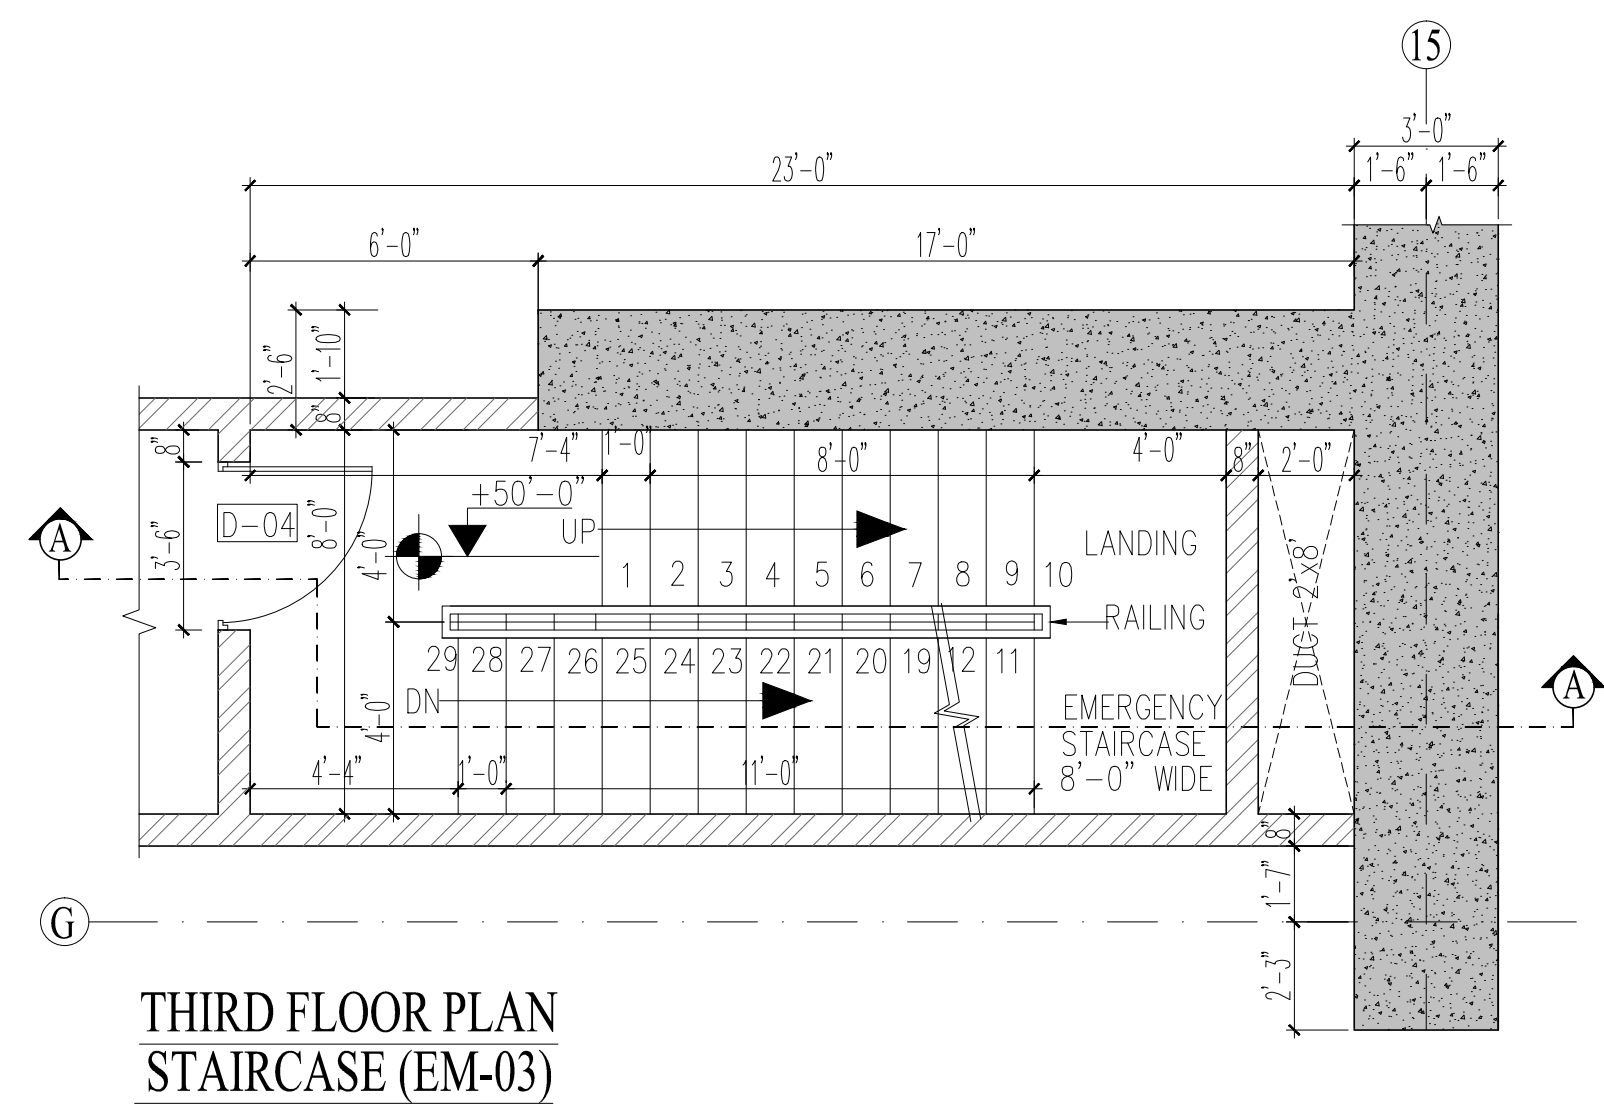 15
3'-0"
23'-0"
1'-6" 1'-6"
6'-0" 17'-0"
2'-6" 1'-10"
8"
8" 7'-4" 1'-0" 8'-0" 4'-0" 8" 2'-0"
+50'-0"
D-04 8'-0" UP
A 3'-6" 4'-0" LANDING
1 2 3 4 5 6 7 8 9 10
RAILING
DUCT-2'x8'
29 28 27 26 25 24 23 22 21 20 19 12 11
A
DN
4'-0"
EMERGENCY
STAIRCASE
8'-0" WIDE
4'-4" 1'-0" 11'-0"
8"
1'-7"
G
2'-3"
THIRD FLOOR PLAN
STAIRCASE (EM-03)